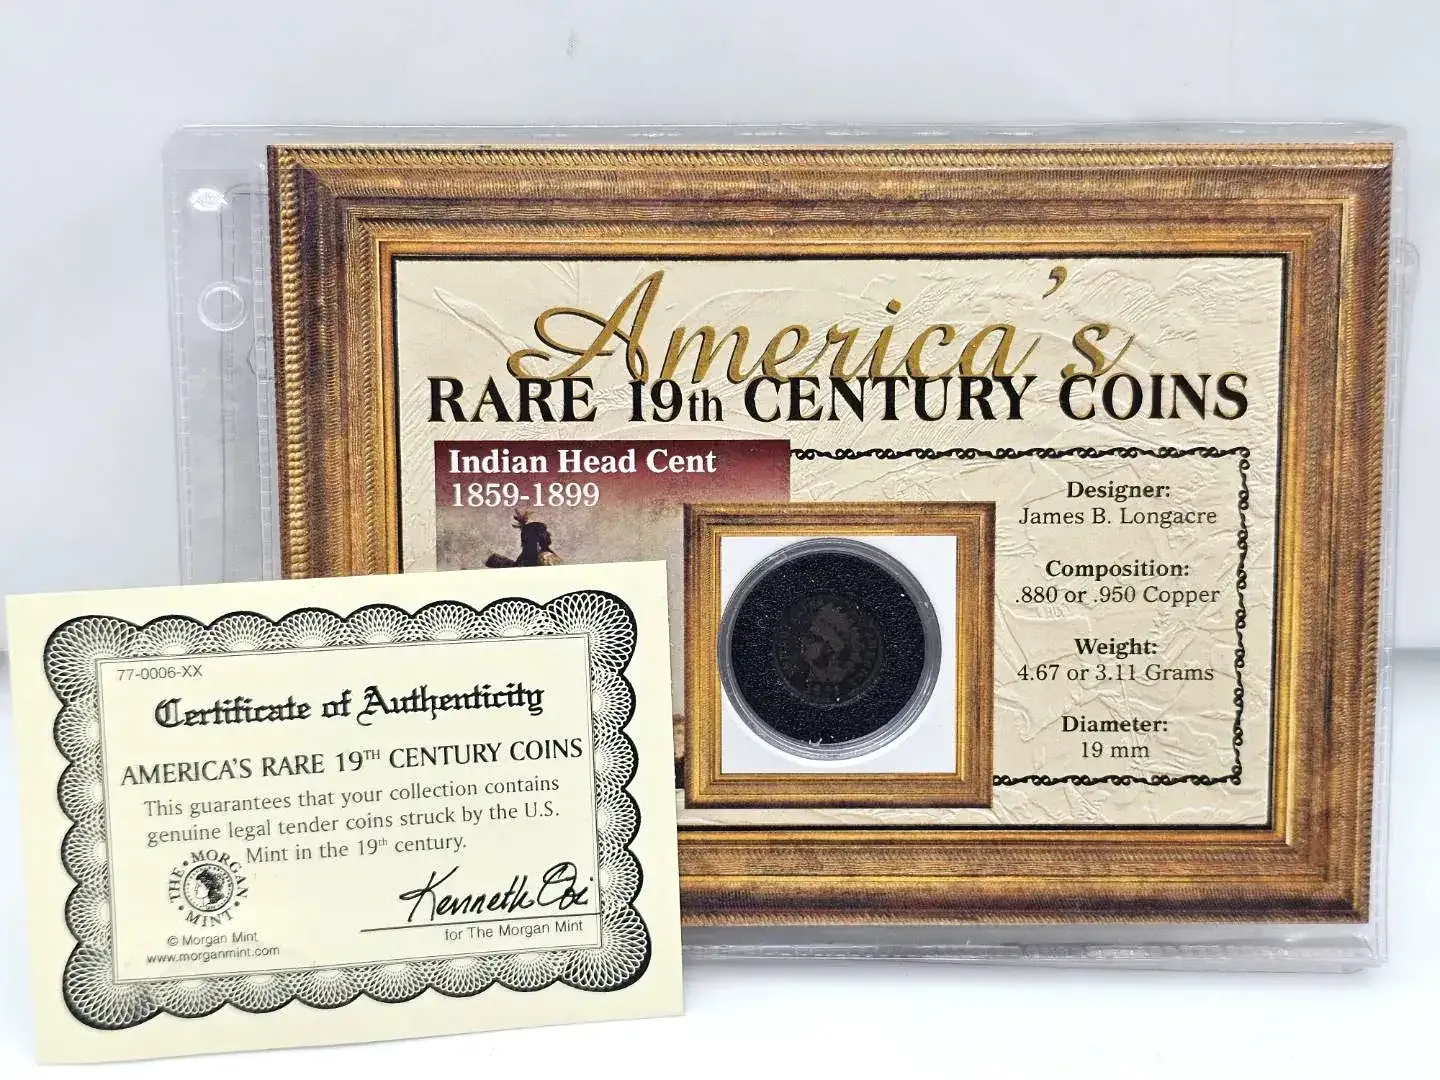 America's
RARE 19th CENTURY COINS
Indian Head Cent
1859-1899
Designer:
James B. Longacre
Composition:
.880 or .950 Copper
Weight:
4.67 or 3.11 Grams
Diameter:
19 mm
77-0006-XX
Certificate of Authenticity
AMERICA'S RARE 19TH CENTURY COINS
This guarantees that your collection contains
genuine legal tender coins struck by the U.S.
Mint in the 19th century.
THE • MORGAN • MINT •
© Morgan Mint
www.morganmint.com
Kenneth
for The Morgan Mint